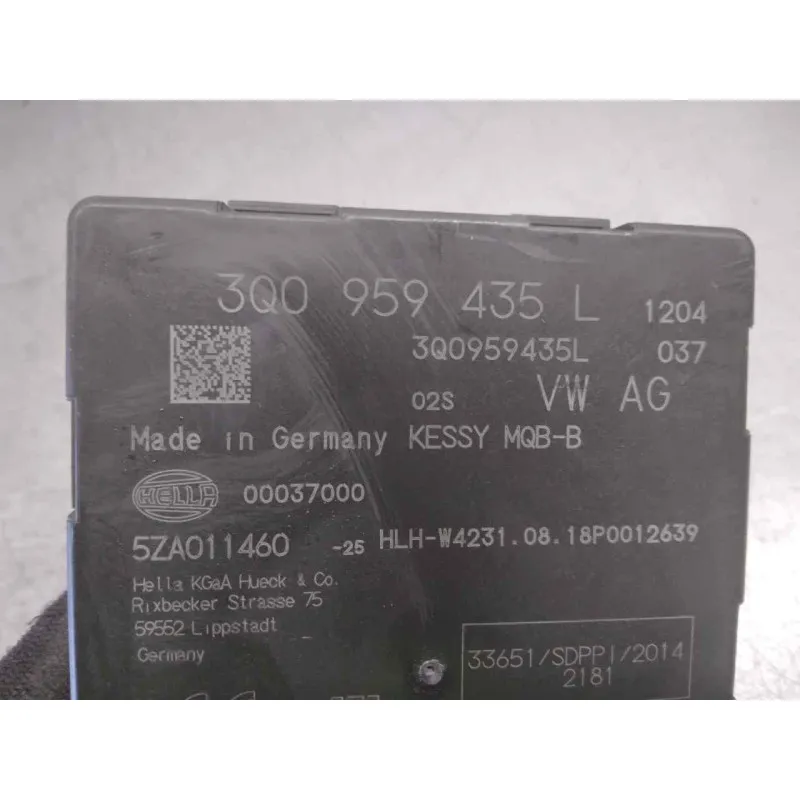 3Q0 959 435 L 1204
3Q0959435L 037
02S VW AG
Made in Germany KESSY MQB-B
HELLA 00037000
5ZA011460 -25 HLH-W4231.08.18P0012639
Hella KGaA Hueck & Co.
Rixbecker Strasse 75
59552 Lippstadt
Germany
33651/SDPPI/2014
2181